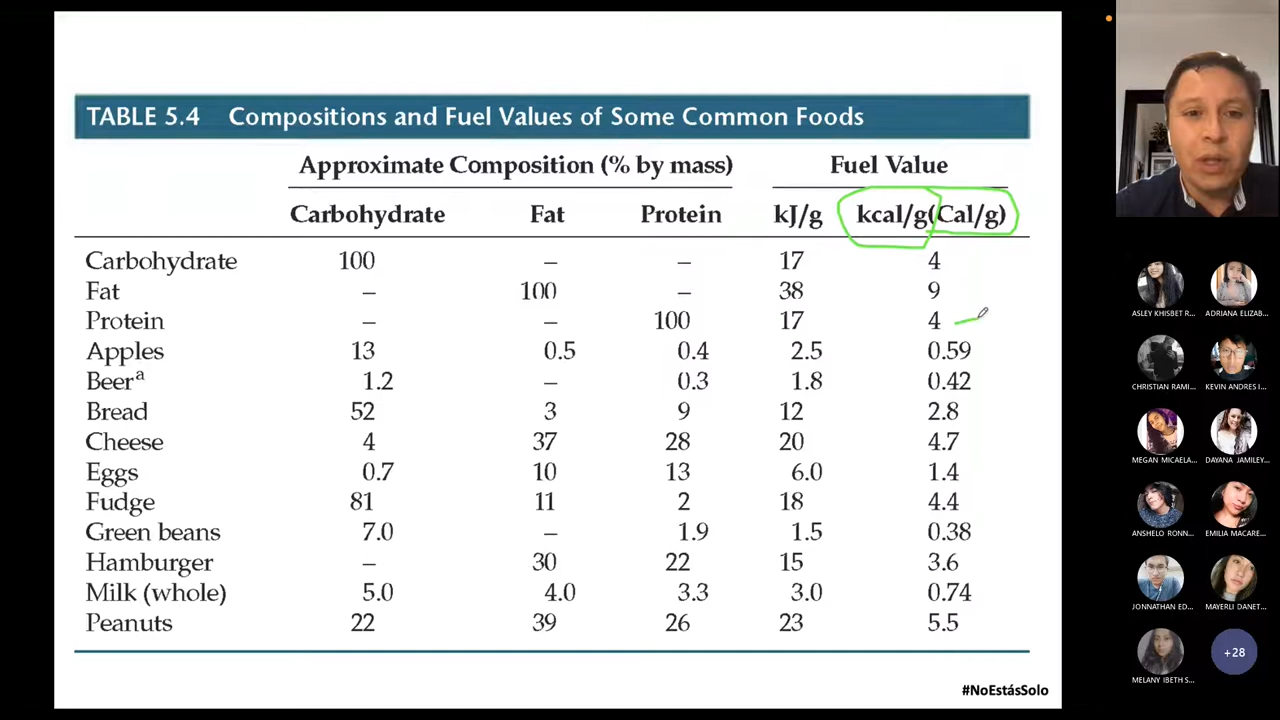 TABLE 5.4 Compositions and Fuel Values of Some Common Foods
Approximate Composition (% by mass) Fuel Value
Carbohydrate Fat Protein kJ/g kcal/g(Cal/g)
Carbohydrate 100 – – 17 4
Fat – 100 – 38 9
Protein – – 100 17 4
Apples 13 0.5 0.4 2.5 0.59
Beerᵃ 1.2 – 0.3 1.8 0.42
Bread 52 3 9 12 2.8
Cheese 4 37 28 20 4.7
Eggs 0.7 10 13 6.0 1.4
Fudge 81 11 2 18 4.4
Green beans 7.0 – 1.9 1.5 0.38
Hamburger – 30 22 15 3.6
Milk (whole) 5.0 4.0 3.3 3.0 0.74
Peanuts 22 39 26 23 5.5
#NoEstásSolo
ASLEY KHISBET R... ADRIANA ELIZAB...
CHRISTIAN RAMI... KEVIN ANDRES I...
MEGAN MICAELA... DAYANA JAMILEY...
ANSHELO RONN... EMILIA MACARE...
JONNATHAN ED... MAYERLI DANET...
MELANY IBETH S... +28